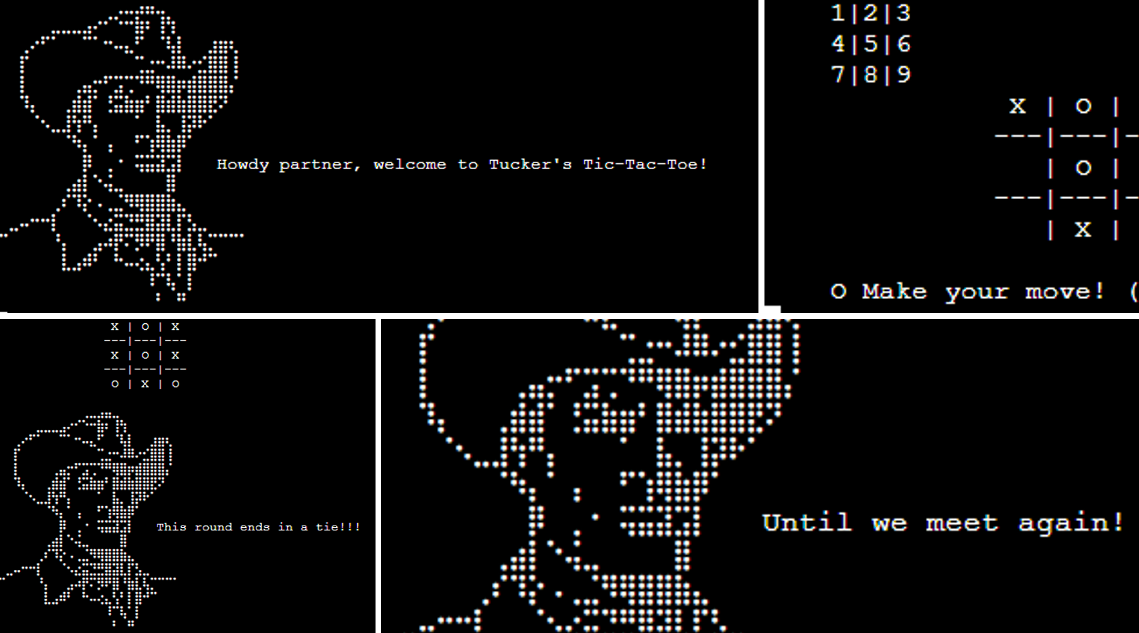 Howdy partner, welcome to Tucker's Tic-Tac-Toe!
1|2|3
4|5|6
7|8|9
X | O |
---|---|-
| O |
---|---|-
| X |
O Make your move! (
X | O | X
---|---|---
X | O | X
---|---|---
O | X | O
This round ends in a tie!!!
Until we meet again!